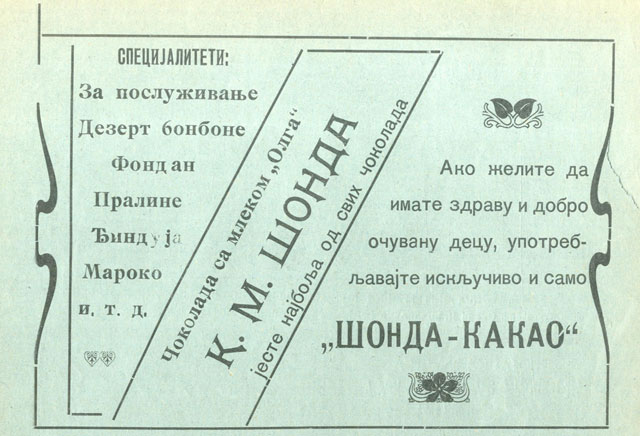 СПЕЦИЈАЛИТЕТИ:
За послуживање
Дезерт бонбоне
Фондан
Пралине
Ђиндуја
Мароко
и. т. д.
Чоколада са млеком „Олга“
К. М. ШОНДА
јесте најбоља од свих чоколада
Ако желите да
имате здраву и добро
очувану децу, употреб-
љавајте искључиво и само
„ШОНДА-КАКАО“